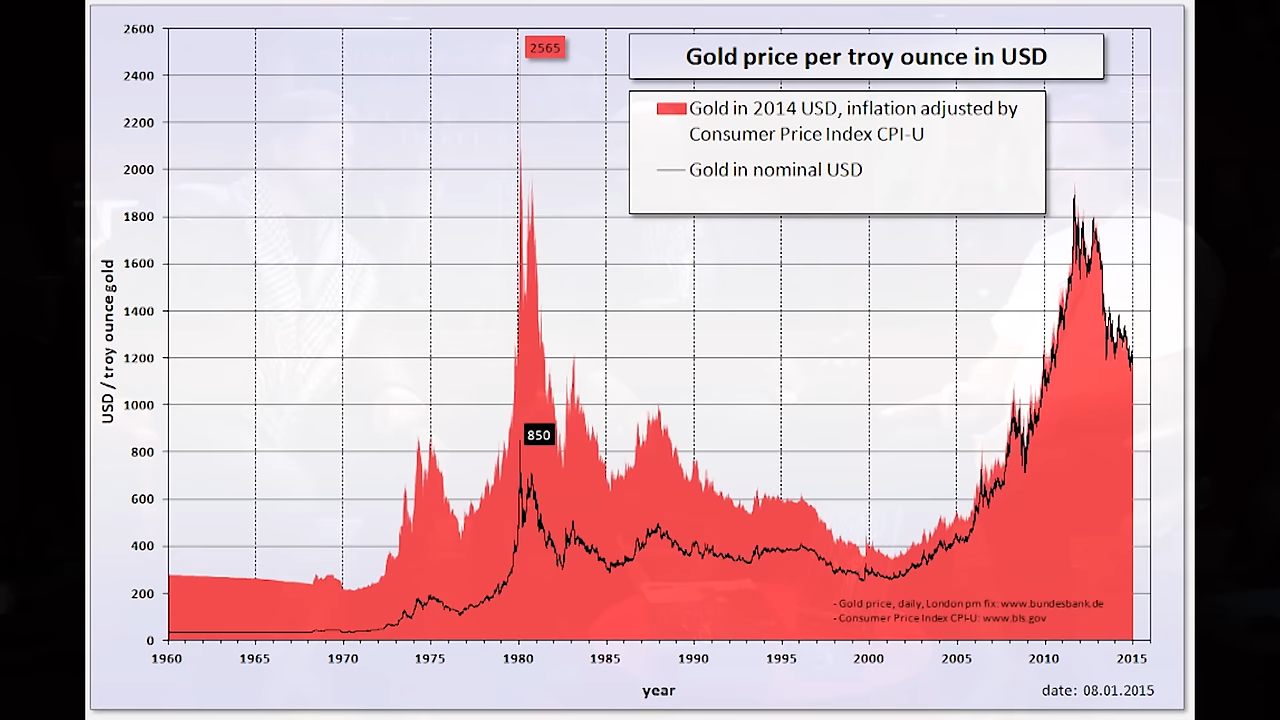 Gold price per troy ounce in USD
Gold in 2014 USD, inflation adjusted by
Consumer Price Index CPI-U
Gold in nominal USD
2565
850
USD / troy ounce gold
2600
2400
2200
2000
1800
1600
1400
1200
1000
800
600
400
200
0
- Gold price, daily, London pm fix: www.bundesbank.de
- Consumer Price Index CPI-U: www.bls.gov
1960 1965 1970 1975 1980 1985 1990 1995 2000 2005 2010 2015
year
date: 08.01.2015